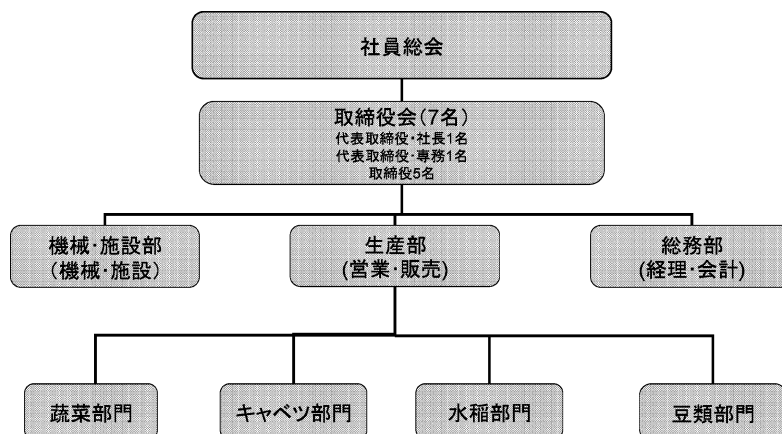 社員総会
取締役会(7名)
代表取締役・社長1名
代表取締役・専務1名
取締役5名
機械・施設部
(機械・施設)
生産部
(営業・販売)
総務部
(経理・会計)
蔬菜部門
キャベツ部門
水稲部門
豆類部門